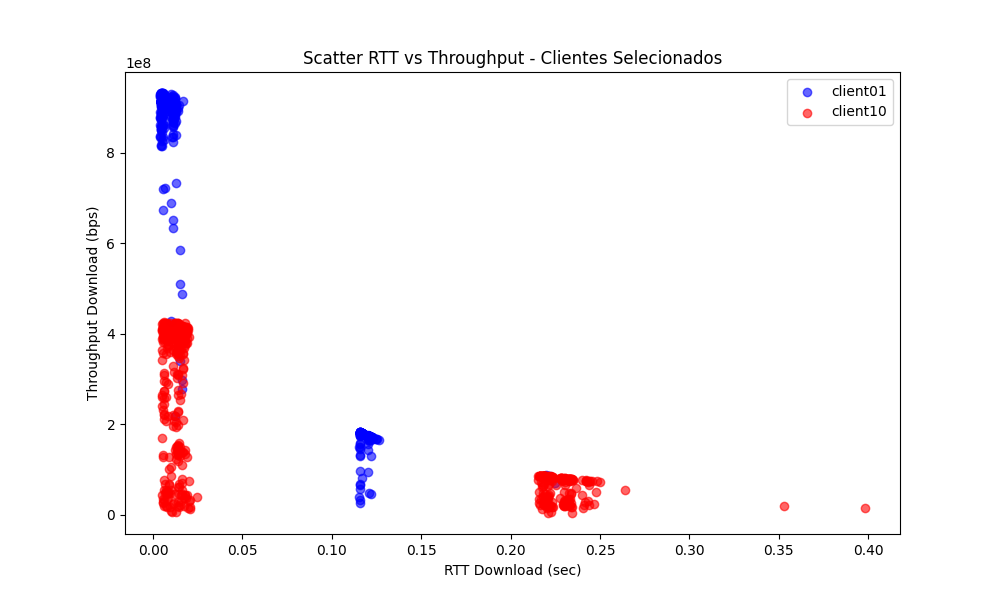 Scatter RTT vs Throughput - Clientes Selecionados
1e8
client01
client10
8
6
4
2
0
Throughput Download (bps)
0.00 0.05 0.10 0.15 0.20 0.25 0.30 0.35 0.40
RTT Download (sec)